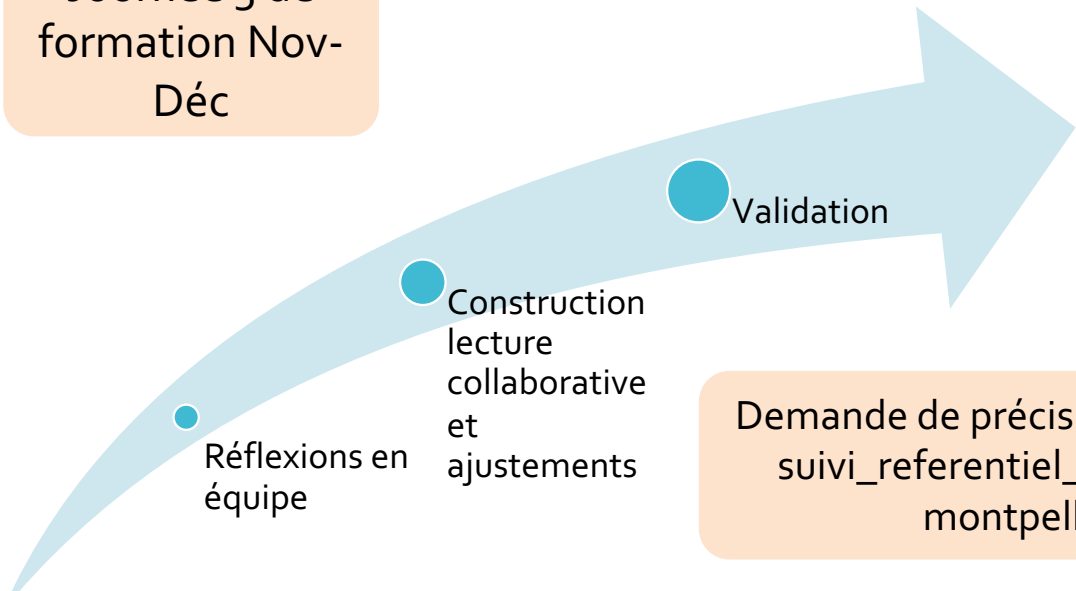 formation Nov-
Déc
Validation
Construction
lecture
collaborative
et
ajustements
Réflexions en
équipe
Demande de précis
suivi_referentiel_
montpell